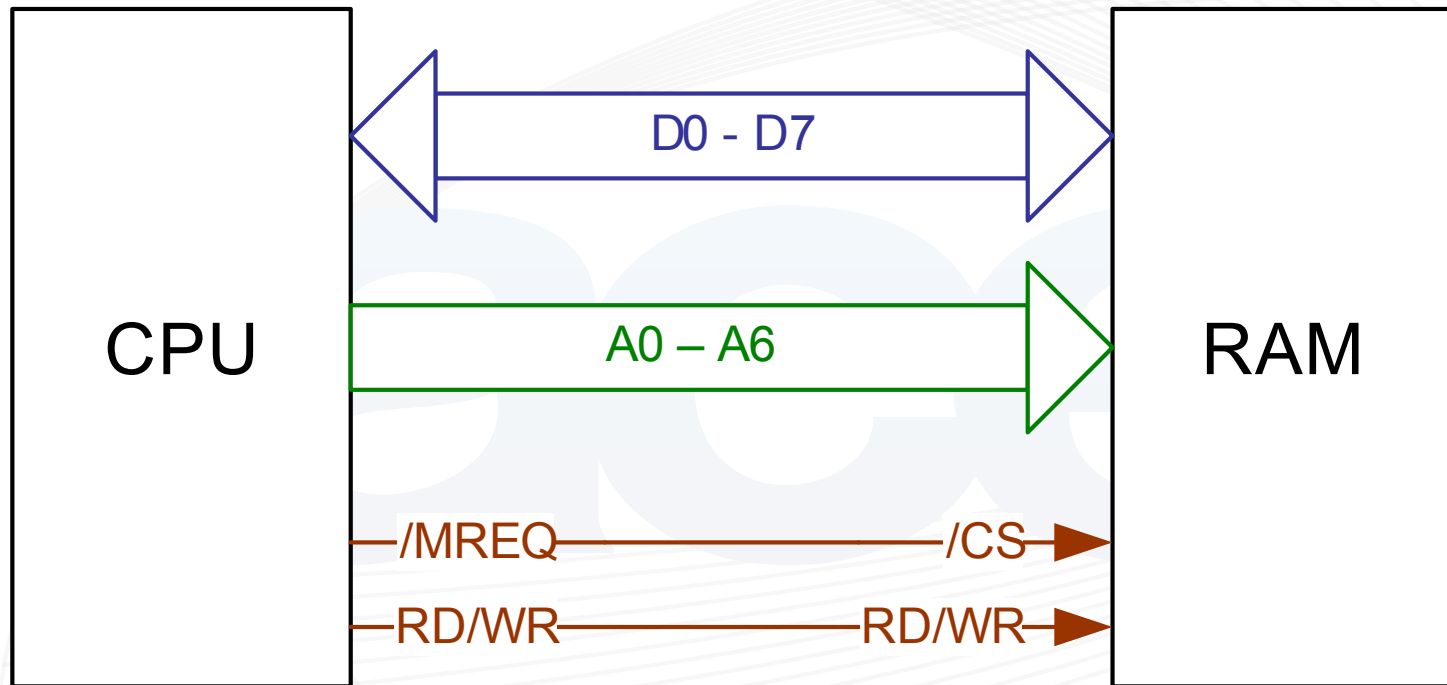 D0 - D7
CPU
A0 – A6
RAM
/MREQ /CS
RD/WR RD/WR